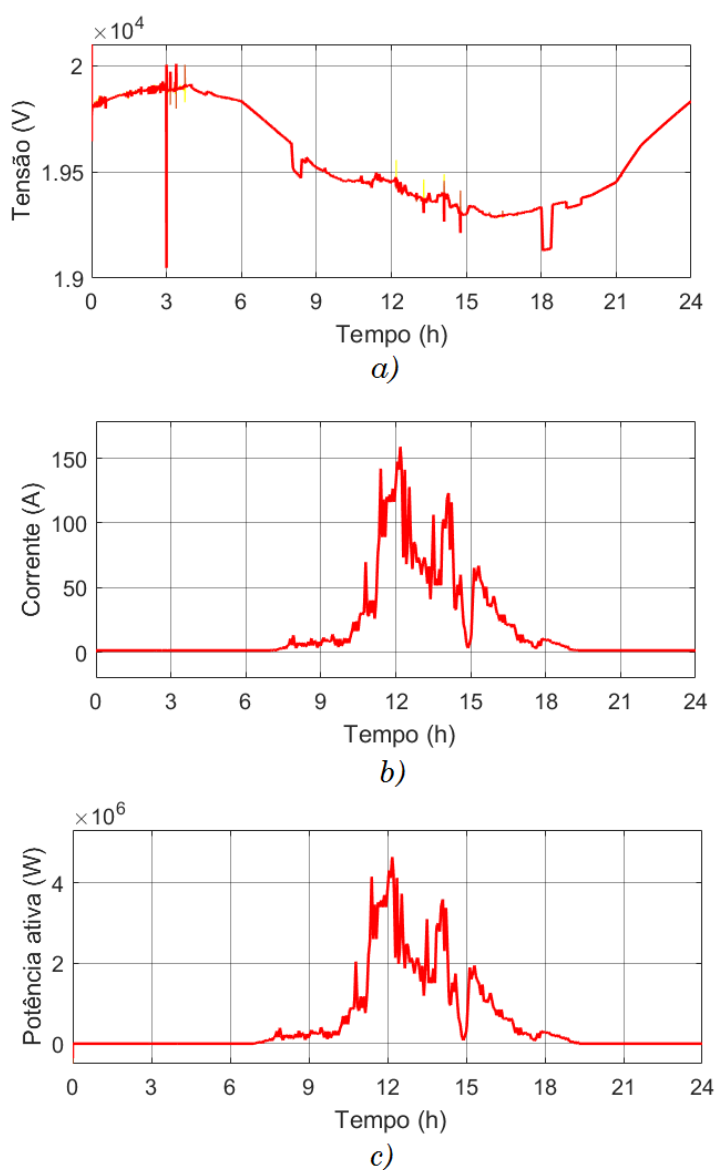 ×10⁴
2
1.95
1.9
Tensão (V)
0 3 6 9 12 15 18 21 24
Tempo (h)
a)
150
100
50
0
Corrente (A)
0 3 6 9 12 15 18 21 24
Tempo (h)
b)
×10⁶
4
2
0
Potência ativa (W)
0 3 6 9 12 15 18 21 24
Tempo (h)
c)